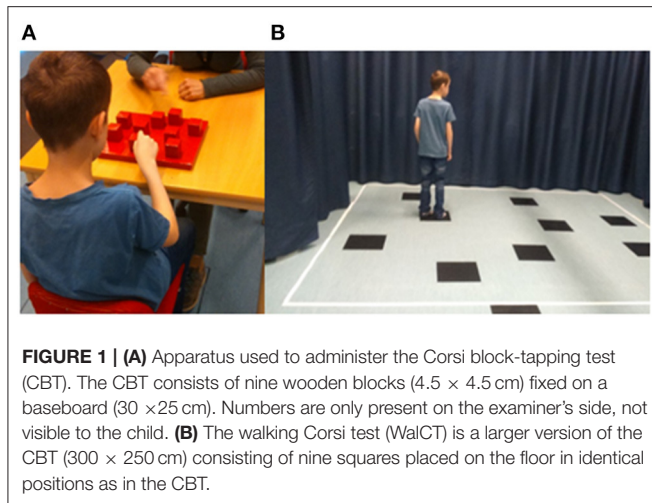 A
B
FIGURE 1 | (A) Apparatus used to administer the Corsi block-tapping test
(CBT). The CBT consists of nine wooden blocks (4.5 × 4.5 cm) fixed on a
baseboard (30 ×25 cm). Numbers are only present on the examiner's side, not
visible to the child. (B) The walking Corsi test (WalCT) is a larger version of the
CBT (300 × 250 cm) consisting of nine squares placed on the floor in identical
positions as in the CBT.